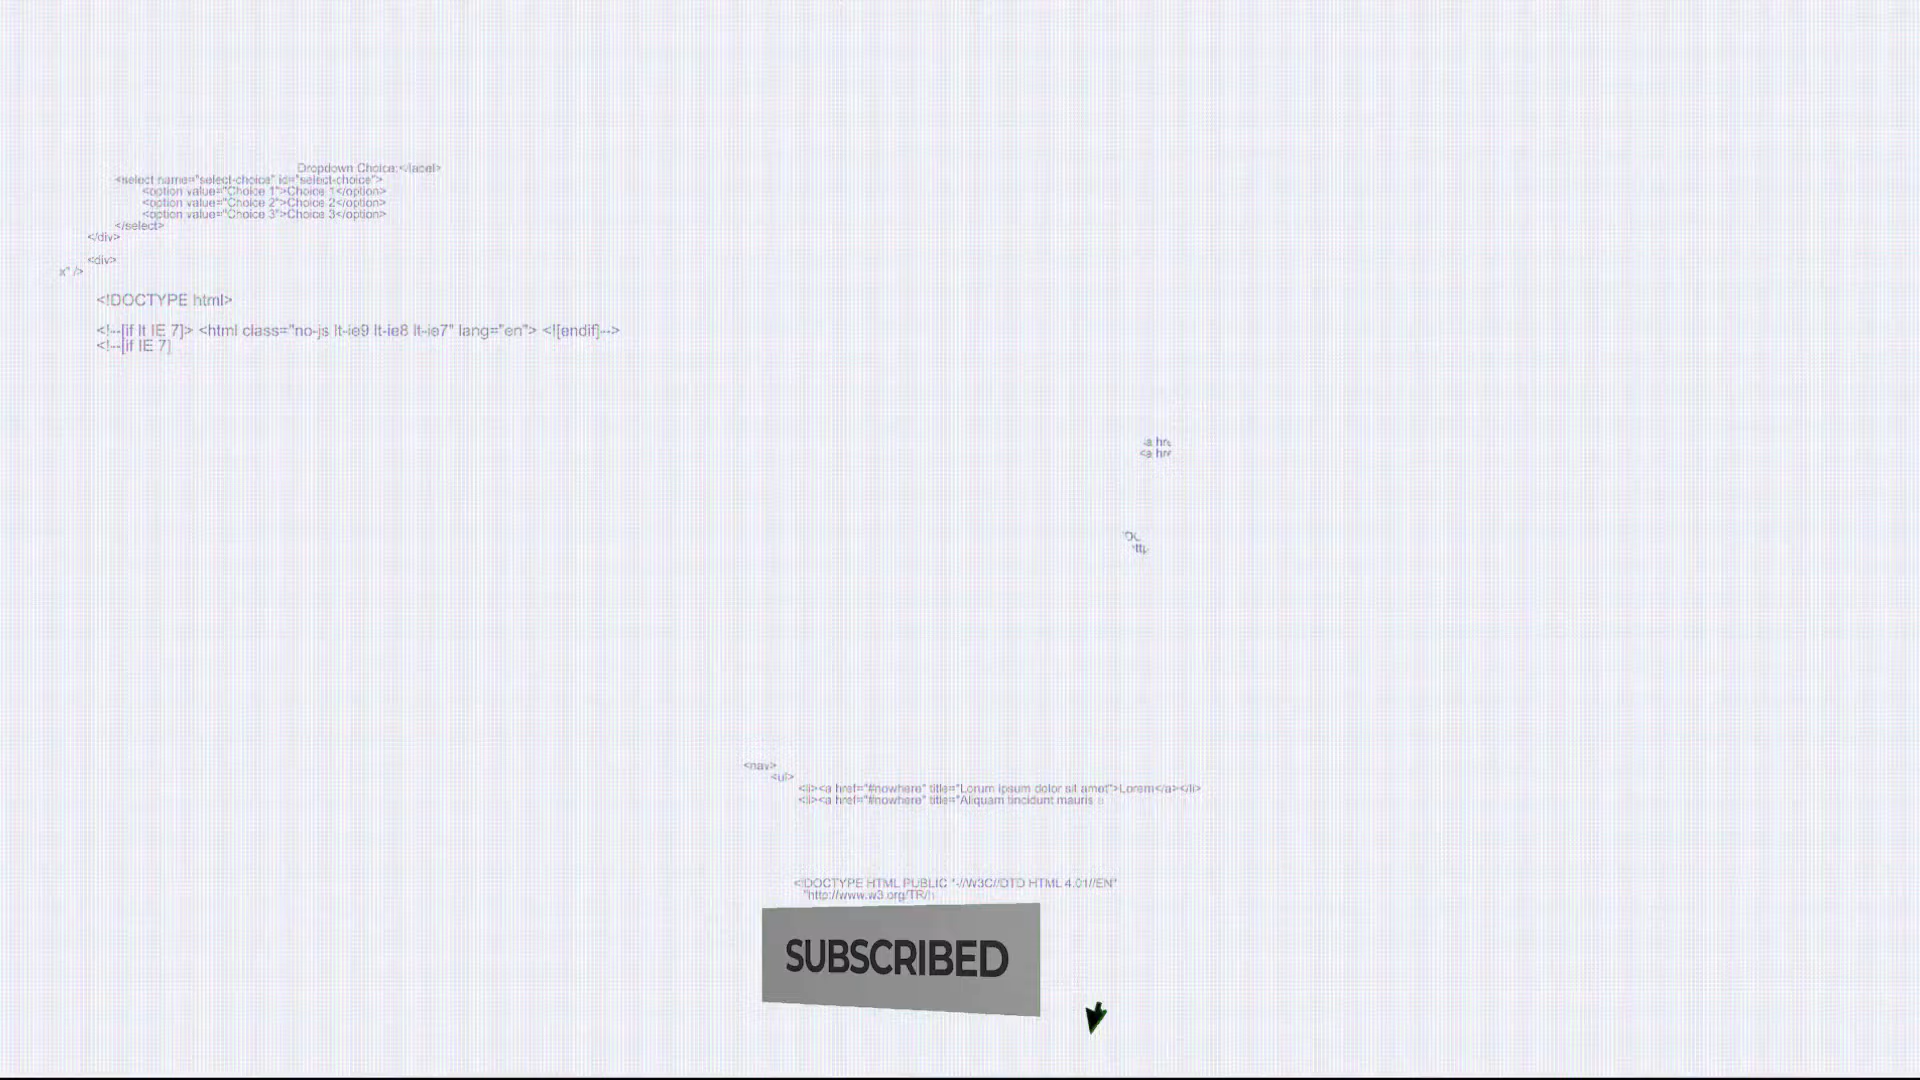 Dropdown Choice:</label>
<select name="select-choice" id="select-choice">
<option value="Choice 1">Choice 1</option>
<option value="Choice 2">Choice 2</option>
<option value="Choice 3">Choice 3</option>
</select>
</div>
<div>
x" />
<!DOCTYPE html>
<!--[if lt IE 7]> <html class="no-js lt-ie9 lt-ie8 lt-ie7" lang="en"> <![endif]-->
<!--[if IE 7]
<a hr
<nav>
<ul>
<li><a href="#nowhere" title="Lorum ipsum dolor sit amet">Lorem</a></li>
<li><a href="#nowhere" title="Aliquam tincidunt mauris
<!DOCTYPE HTML PUBLIC "-//W3C//DTD HTML 4.01//EN"
"http://www.w3.org/TR/h
SUBSCRIBED